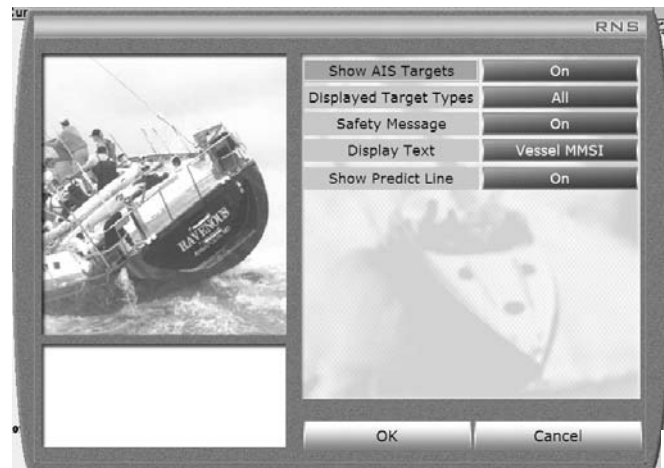 RNS
Show AIS Targets On
Displayed Target Types All
Safety Message On
Display Text Vessel MMSI
Show Predict Line On
RAVENOUS
OK Cancel